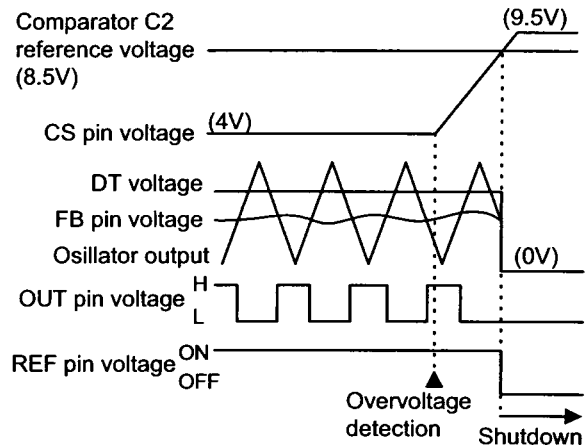 Comparator C2
reference voltage
(8.5V)
(9.5V)
CS pin voltage
(4V)
DT voltage
FB pin voltage
Osillator output
(0V)
OUT pin voltage
H
L
REF pin voltage
ON
OFF
Overvoltage
detection
Shutdown